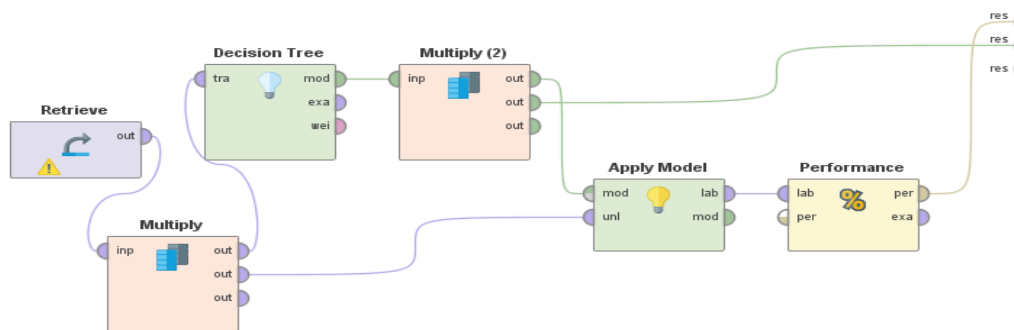 res
Decision Tree
Multiply (2)
res
tra
mod
inp
out
res
exa
out
Retrieve
wei
out
out
Apply Model
Performance
mod
lab
lab
per
unl
mod
per
exa
Multiply
inp
out
out
out